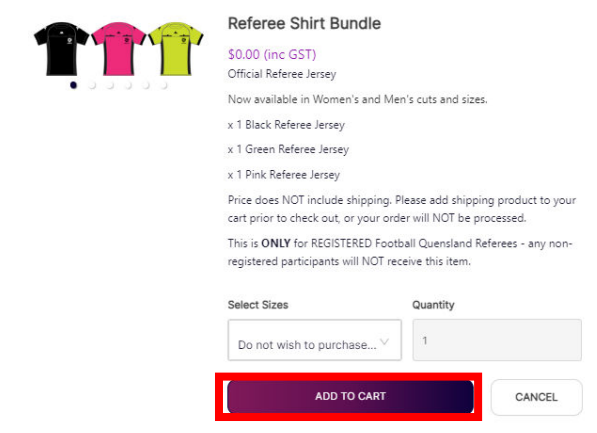 Referee Shirt Bundle
$0.00 (inc GST)
Official Referee Jersey
Now available in Women's and Men's cuts and sizes.
x 1 Black Referee Jersey
x 1 Green Referee Jersey
x 1 Pink Referee Jersey
Price does NOT include shipping. Please add shipping product to your
cart prior to check out, or your order will NOT be processed.
This is ONLY for REGISTERED Football Quensland Referees - any non-
registered participants will NOT receive this item.
Select Sizes
Quantity
Do not wish to purchase...
1
ADD TO CART
CANCEL